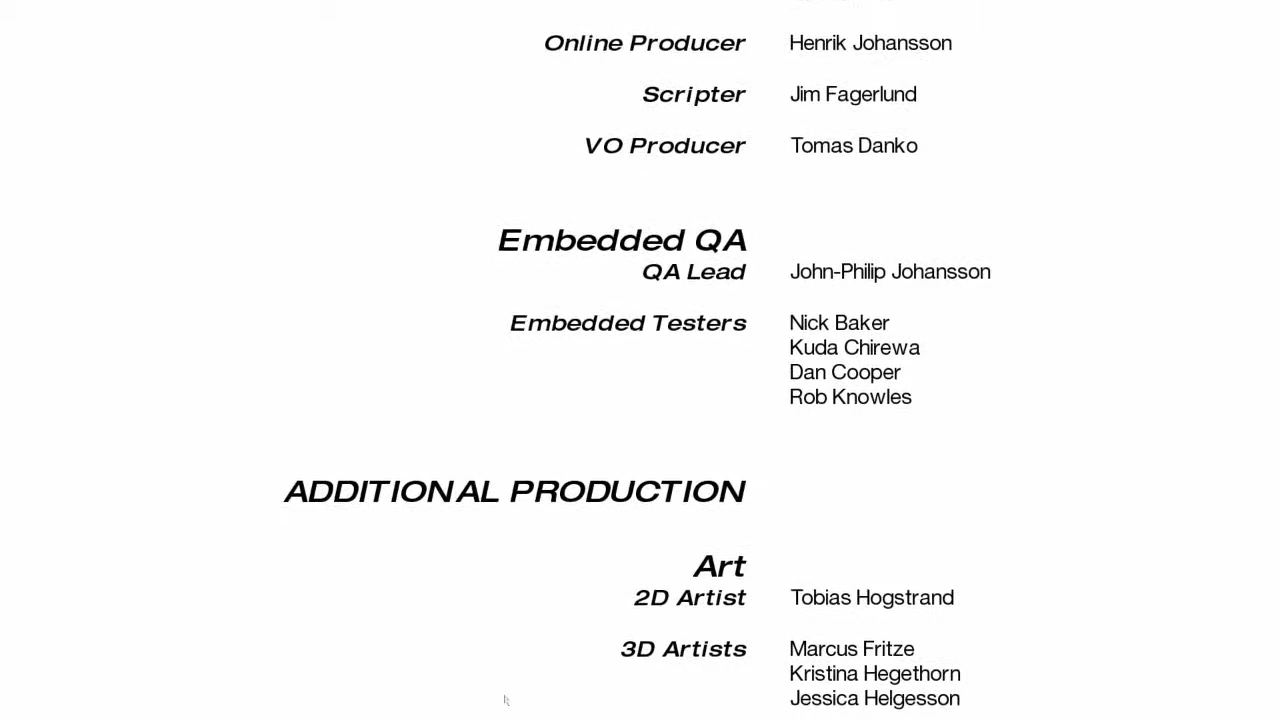 Online Producer Henrik Johansson
Scripter Jim Fagerlund
VO Producer Tomas Danko
Embedded QA
QA Lead John-Philip Johansson
Embedded Testers Nick Baker
Kuda Chirewa
Dan Cooper
Rob Knowles
ADDITIONAL PRODUCTION
Art
2D Artist Tobias Hogstrand
3D Artists Marcus Fritze
Kristina Hegethorn
Jessica Helgesson